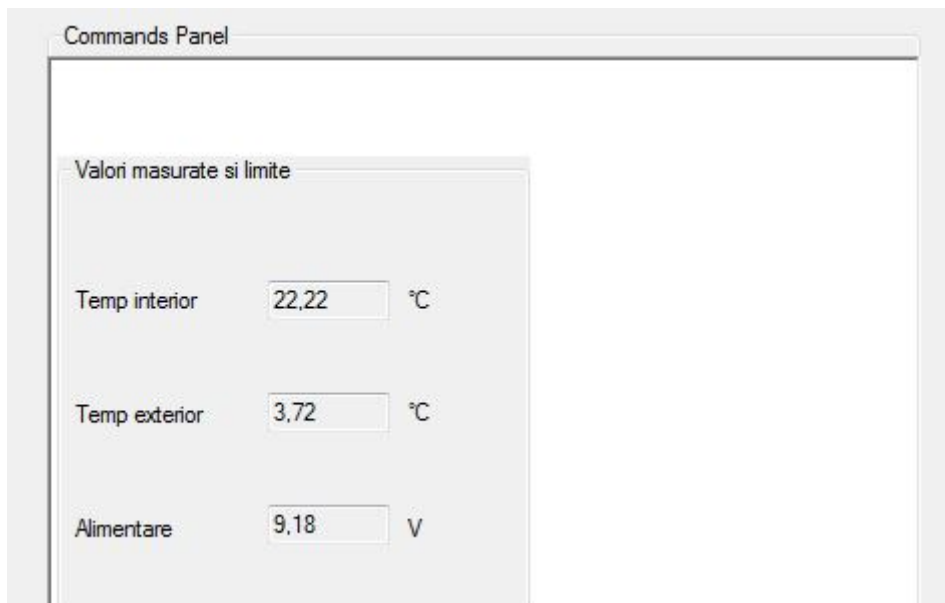 Commands Panel
Valori masurate si limite
Temp interior 22,22 °C
Temp exterior 3,72 °C
Alimentare 9,18 V